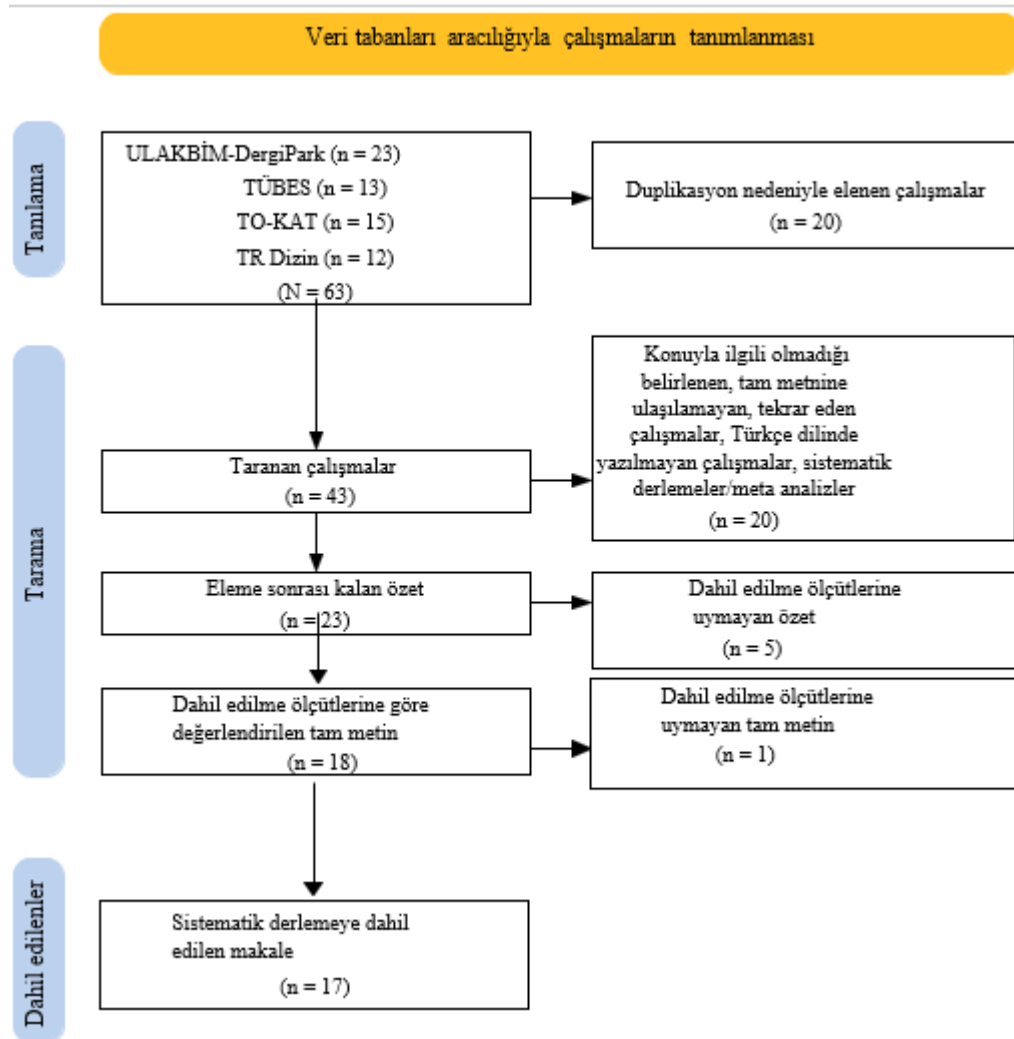 Veri tabanları aracılığıyla çalışmaların tanımlanması
Tanılama
ULAKBİM-DergiPark (n = 23)
TÜBES (n = 13)
TO-KAT (n = 15)
TR Dizin (n = 12)
(N = 63)
Duplikasyon nedeniyle elenen çalışmalar
(n = 20)
Tarama
Taranan çalışmalar
(n = 43)
Konuyla ilgili olmadığı
belirlenen, tam metnine
ulaşılamayan, tekrar eden
çalışmalar, Türkçe dilinde
yazılmayan çalışmalar, sistematik
derlemeler/meta analizler
(n = 20)
Eleme sonrası kalan özet
(n = 23)
Dahil edilme ölçütlerine
uymayan özet
(n = 5)
Dahil edilme ölçütlerine göre
değerlendirilen tam metin
(n = 18)
Dahil edilme ölçütlerine
uymayan tam metin
(n = 1)
Dahil edilenler
Sistematik derlemeye dahil
edilen makale
(n = 17)